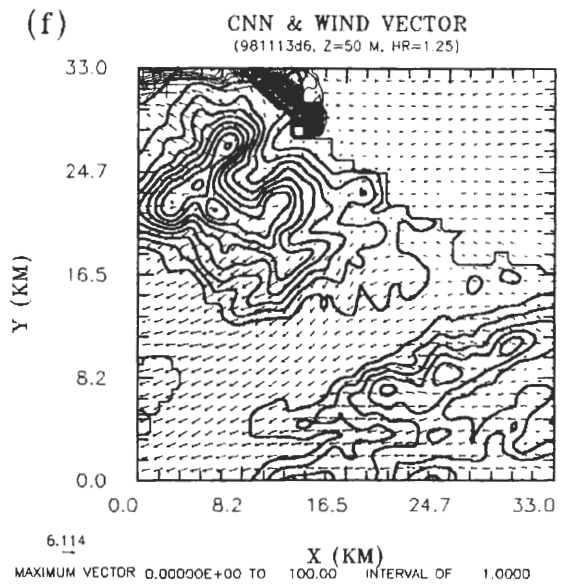 (f)
CNN & WIND VECTOR
(981113d6, Z=50 M, HR=1.25)
33.0
24.7
16.5
8.2
0.0
Y (KM)
0.0 8.2 16.5 24.7 33.0
X (KM)
6.114
MAXIMUM VECTOR 0.00000E+00 TO 100.00 INTERVAL OF 1.0000